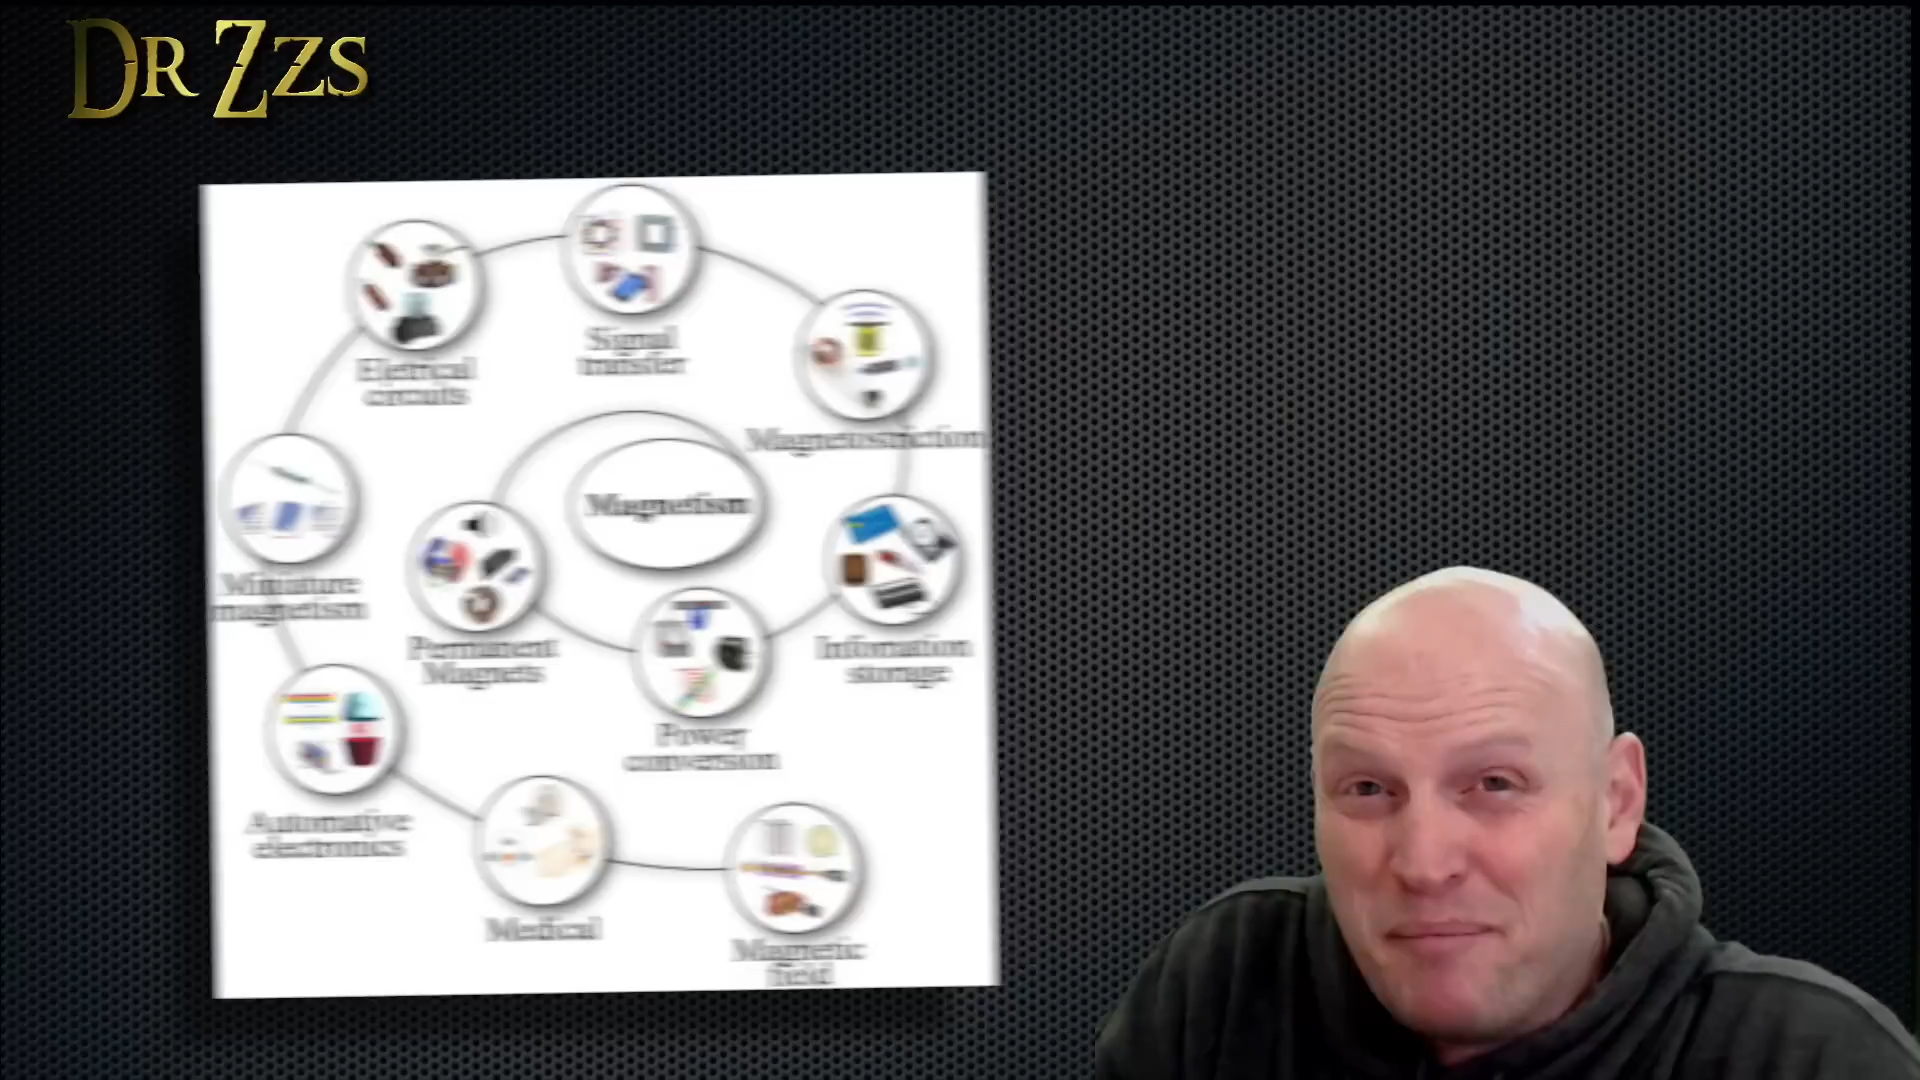 DR ZZS
Signal
transfer
Eletrical
circuits
Magnetostriction
Magnetism
Miniature
magnetism
Permanent
Magnets
Infomation
storage
Power
conversion
Automative
electronics
Medical
Magnetic
field